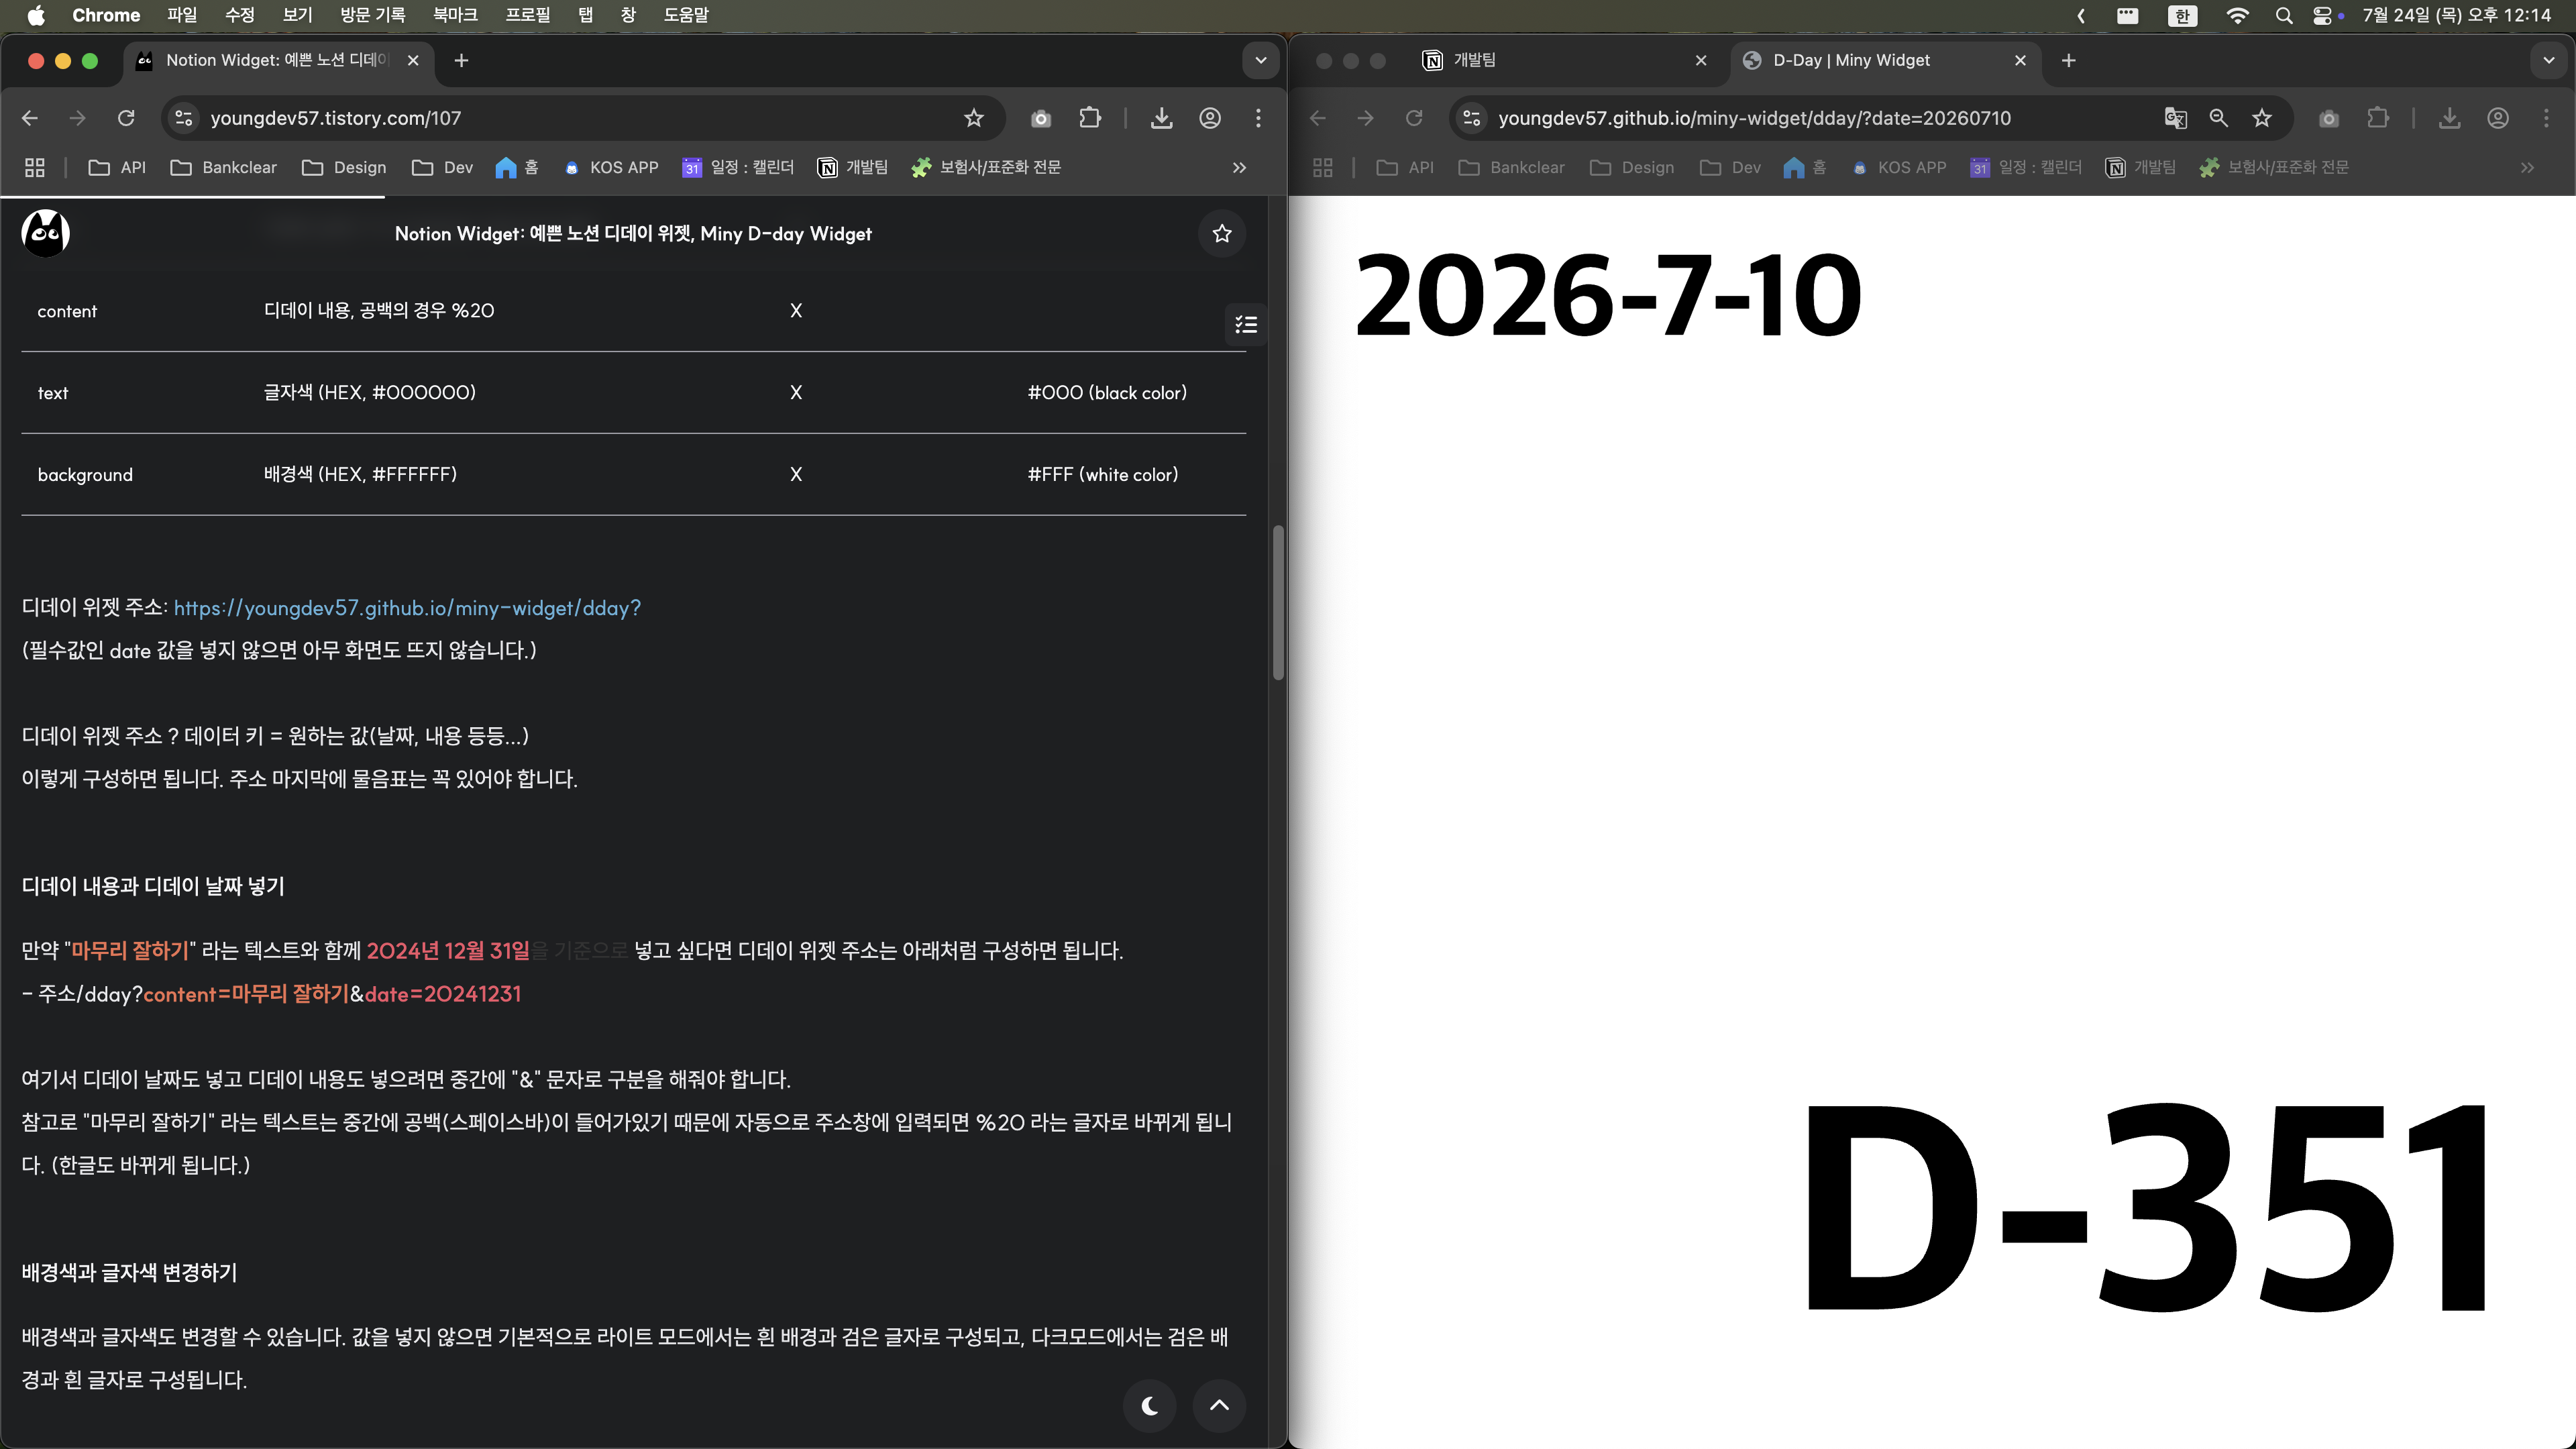 Chrome 파일 수정 보기 방문 기록 북마크 프로필 탭 창 도움말
한 7월 24일 (목) 오후 12:14
Notion Widget: 예쁜 노션 디데이
youngdev57.tistory.com/107
API Bankclear Design Dev 홈 KOS APP 31 일정 : 캘린더 개발팀 보험사/표준화 전문
Notion Widget: 예쁜 노션 디데이 위젯, Miny D-day Widget
content 디데이 내용, 공백의 경우 %20 X
text 글자색 (HEX, #000000) X #000 (black color)
background 배경색 (HEX, #FFFFFF) X #FFF (white color)
디데이 위젯 주소: https://youngdev57.github.io/miny-widget/dday?
(필수값인 date 값을 넣지 않으면 아무 화면도 뜨지 않습니다.)
디데이 위젯 주소 ? 데이터 키 = 원하는 값(날짜, 내용 등등...)
이렇게 구성하면 됩니다. 주소 마지막에 물음표는 꼭 있어야 합니다.
디데이 내용과 디데이 날짜 넣기
만약 "마무리 잘하기" 라는 텍스트와 함께 2024년 12월 31일을 기준으로 넣고 싶다면 디데이 위젯 주소는 아래처럼 구성하면 됩니다.
- 주소/dday?content=마무리 잘하기&date=20241231
여기서 디데이 날짜도 넣고 디데이 내용도 넣으려면 중간에 "&" 문자로 구분을 해줘야 합니다.
참고로 "마무리 잘하기" 라는 텍스트는 중간에 공백(스페이스바)이 들어가있기 때문에 자동으로 주소창에 입력되면 %20 라는 글자로 바뀌게 됩니
다. (한글도 바뀌게 됩니다.)
배경색과 글자색 변경하기
배경색과 글자색도 변경할 수 있습니다. 값을 넣지 않으면 기본적으로 라이트 모드에서는 흰 배경과 검은 글자로 구성되고, 다크모드에서는 검은 배
경과 흰 글자로 구성됩니다.
개발팀
D-Day | Miny Widget
youngdev57.github.io/miny-widget/dday/?date=20260710
API Bankclear Design Dev 홈 KOS APP 31 일정 : 캘린더 개발팀 보험사/표준화 전문
2026-7-10
D-351